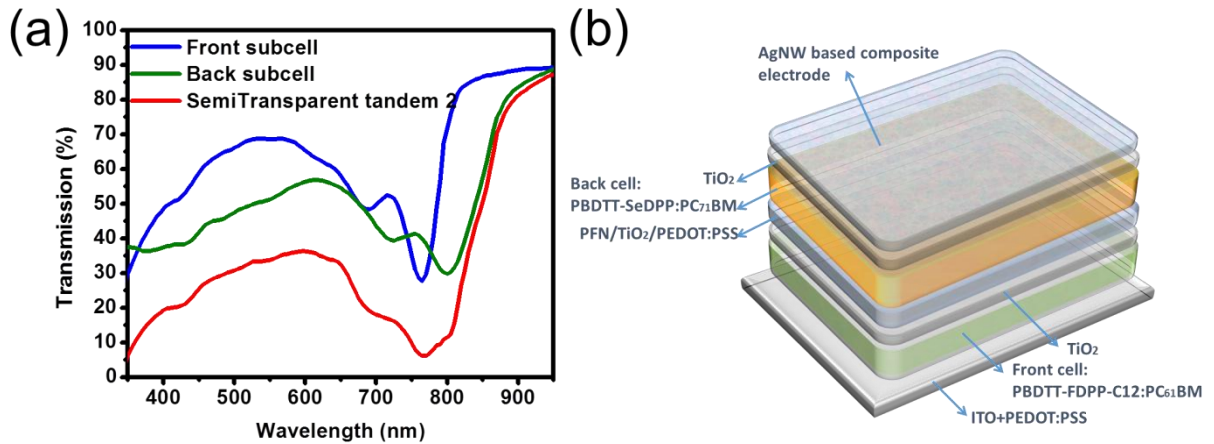 (a)
100
90
80
70
60
50
40
30
20
10
0
Transmission (%)
Front subcell
Back subcell
SemiTransparent tandem 2
400 500 600 700 800 900
Wavelength (nm)
(b)
AgNW based composite
electrode
TiO₂
Back cell:
PBDTT-SeDPP:PC₇₁BM
PFN/TiO₂/PEDOT:PSS
TiO₂
Front cell:
PBDTT-FDPP-C12:PC₆₁BM
ITO+PEDOT:PSS